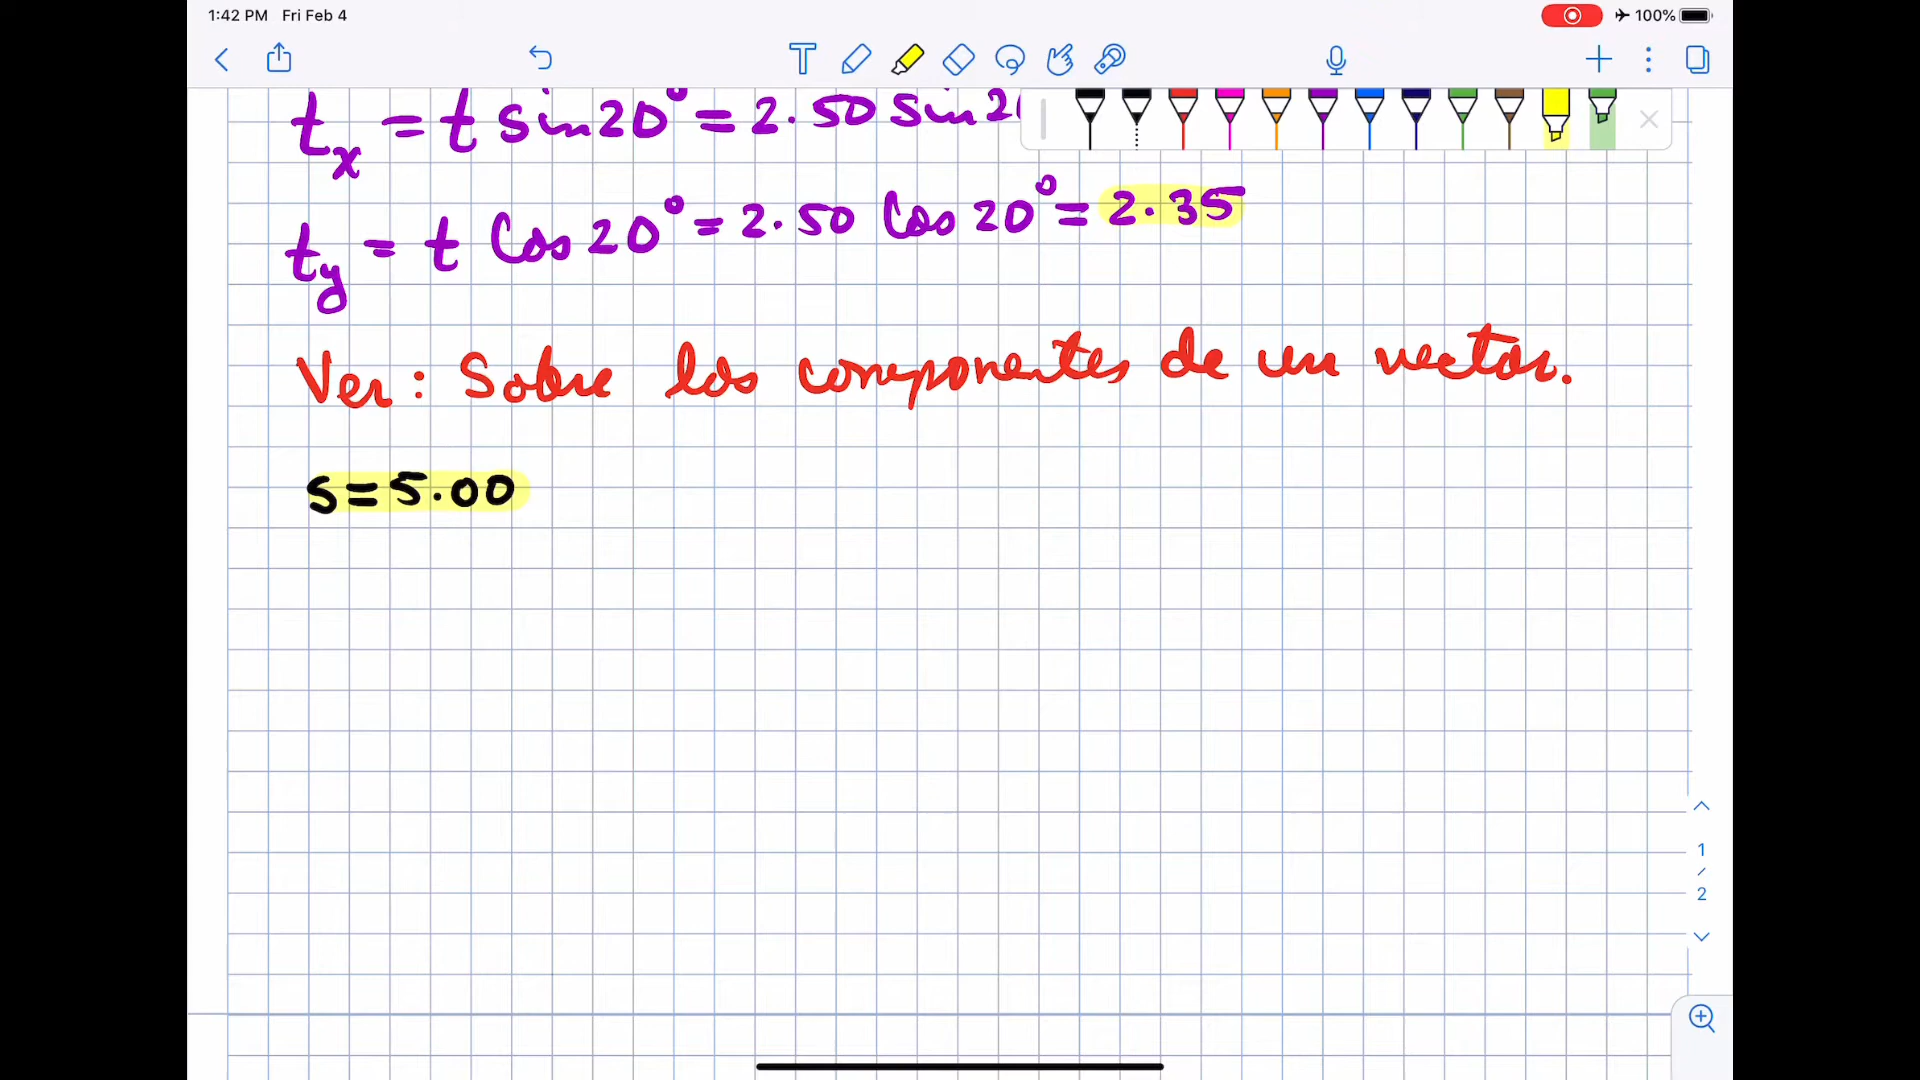 1:42 PM Fri Feb 4
100%
tx = t sin 20° = 2.50 sin 2
ty = t Cos 20° = 2.50 Cos 20° = 2.35
Ver: Sobre los componentes de un vector.
s = 5.00
1
/
2